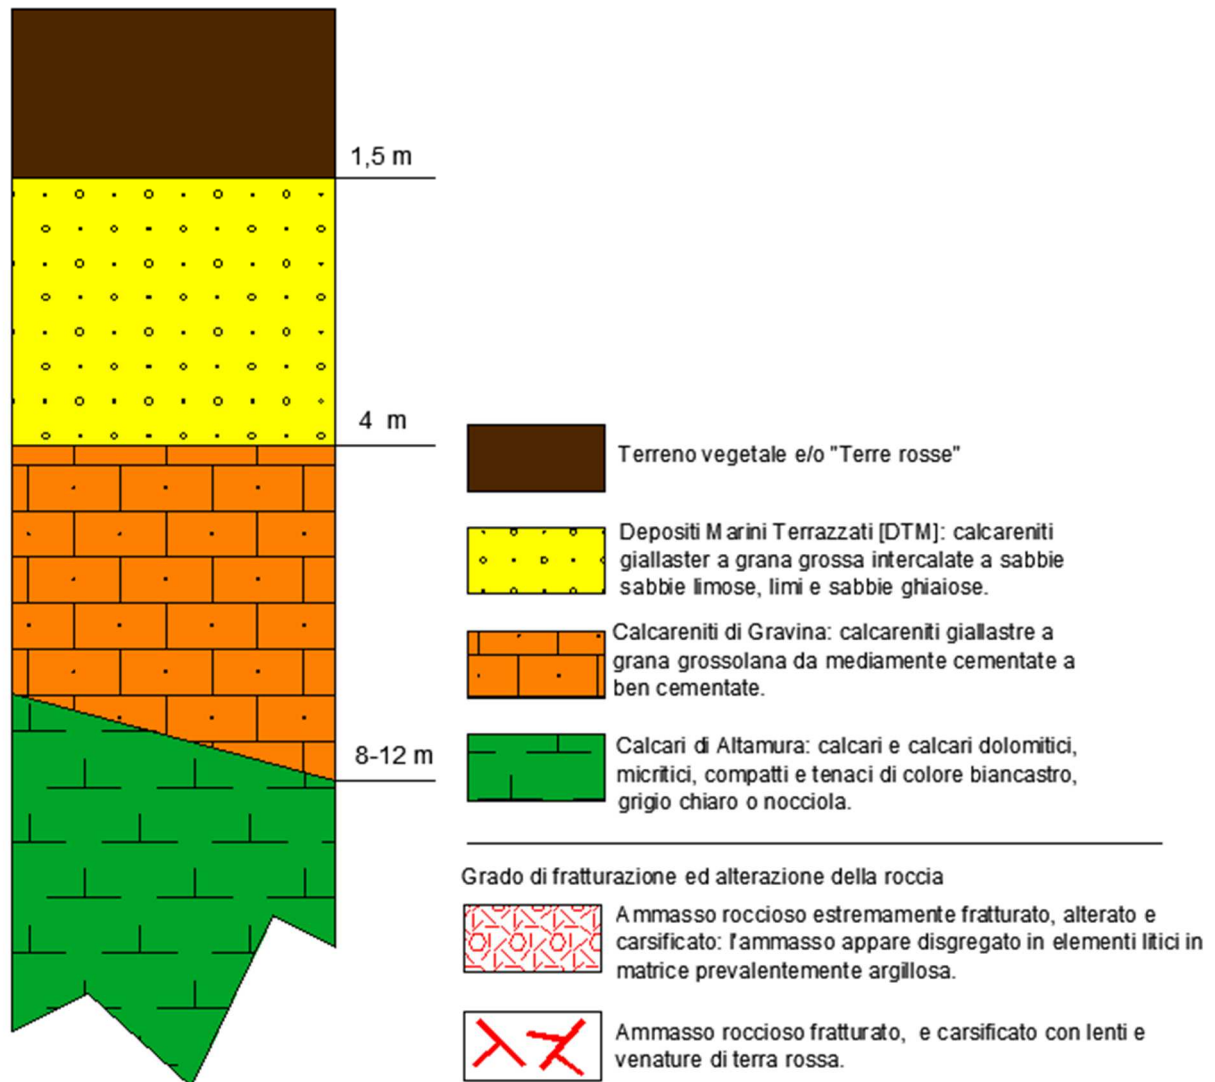 1,5 m
4 m
8-12 m
Terreno vegetale e/o "Terre rosse"
Depositi Marini Terrazzati [DTM]: calcareniti
giallaster a grana grossa intercalate a sabbie
sabbie limose, limi e sabbie ghiaiose.
Calcareniti di Gravina: calcareniti giallastre a
grana grossolana da mediamente cementate a
ben cementate.
Calcari di Altamura: calcari e calcari dolomitici,
micritici, compatti e tenaci di colore biancastro,
grigio chiaro o nocciola.
Grado di fratturazione ed alterazione della roccia
Ammasso roccioso estremamente fratturato, alterato e
carsificato: l'ammasso appare disgregato in elementi litici in
matrice prevalentemente argillosa.
Ammasso roccioso fratturato, e carsificato con lenti e
venature di terra rossa.